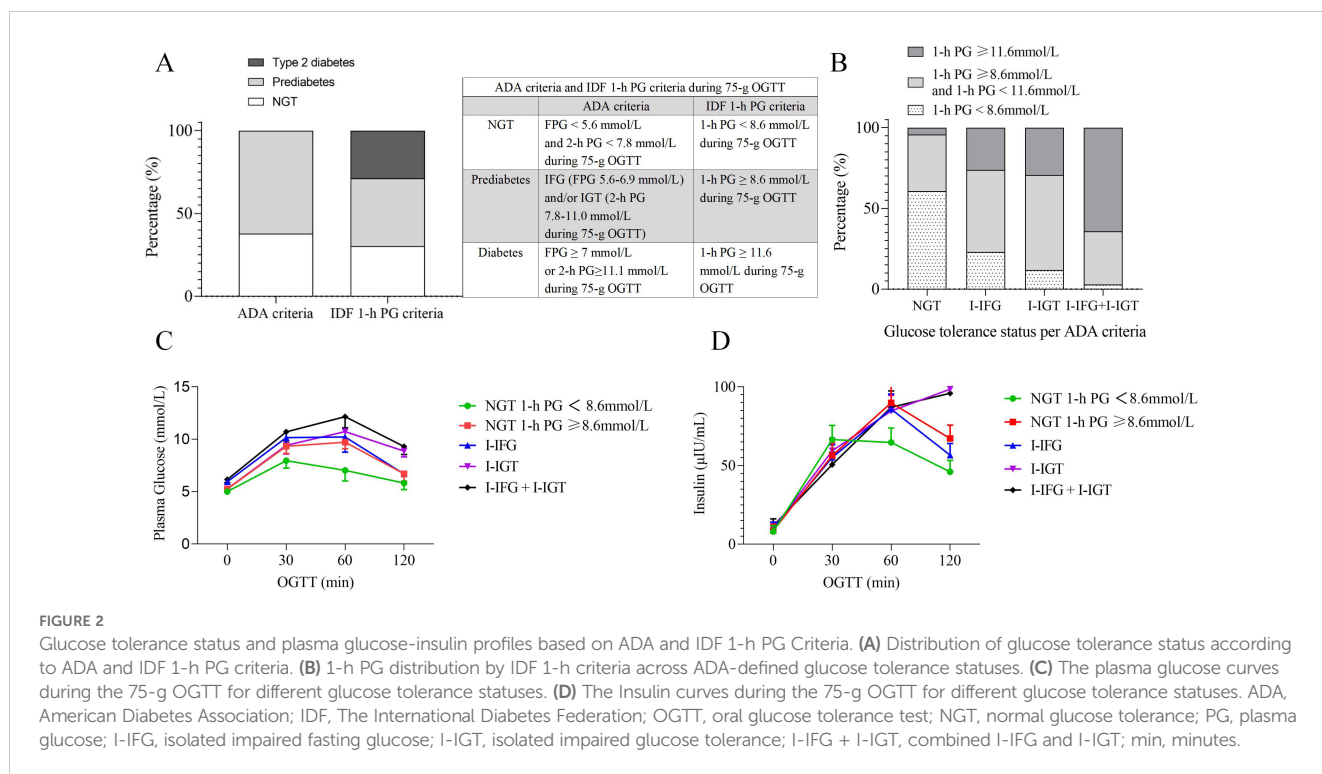 A
Type 2 diabetes
Prediabetes
NGT
100
50
0
Percentage (%)
ADA criteria
IDF 1-h PG criteria
ADA criteria and IDF 1-h PG criteria during 75-g OGTT
ADA criteria
IDF 1-h PG criteria
NGT
FPG < 5.6 mmol/L
and 2-h PG < 7.8 mmol/L
during 75-g OGTT
1-h PG < 8.6 mmol/L
during 75-g OGTT
Prediabetes
IFG (FPG 5.6-6.9 mmol/L)
and/or IGT (2-h PG
7.8-11.0 mmol/L
during 75-g OGTT)
1-h PG ≥ 8.6 mmol/L
during 75-g OGTT
Diabetes
FPG ≥ 7 mmol/L
or 2-h PG≥11.1 mmol/L
during 75-g OGTT
1-h PG ≥ 11.6
mmol/L during 75-g
OGTT
B
1-h PG ≥11.6mmol/L
1-h PG ≥8.6mmol/L
and 1-h PG < 11.6mmol/L
1-h PG < 8.6mmol/L
100
50
0
Percentage (%)
NGT
I-IFG
I-IGT
I-IFG+I-IGT
Glucose tolerance status per ADA criteria
C
15
10
5
0
Plasma Glucose (mmol/L)
0
30
60
120
OGTT (min)
NGT 1-h PG < 8.6mmol/L
NGT 1-h PG ≥8.6mmol/L
I-IFG
I-IGT
I-IFG + I-IGT
D
100
50
0
Insulin (μIU/mL)
0
30
60
120
OGTT (min)
NGT 1-h PG <8.6mmol/L
NGT 1-h PG ≥8.6mmol/L
I-IFG
I-IGT
I-IFG + I-IGT
FIGURE 2
Glucose tolerance status and plasma glucose-insulin profiles based on ADA and IDF 1-h PG Criteria. (A) Distribution of glucose tolerance status according
to ADA and IDF 1-h PG criteria. (B) 1-h PG distribution by IDF 1-h criteria across ADA-defined glucose tolerance statuses. (C) The plasma glucose curves
during the 75-g OGTT for different glucose tolerance statuses. (D) The Insulin curves during the 75-g OGTT for different glucose tolerance statuses. ADA,
American Diabetes Association; IDF, The International Diabetes Federation; OGTT, oral glucose tolerance test; NGT, normal glucose tolerance; PG, plasma
glucose; I-IFG, isolated impaired fasting glucose; I-IGT, isolated impaired glucose tolerance; I-IFG + I-IGT, combined I-IFG and I-IGT; min, minutes.